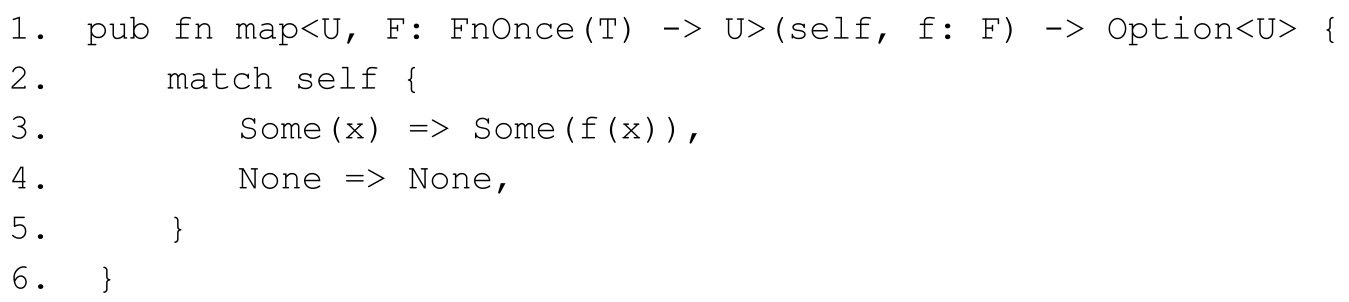 1. pub fn map<U, F: FnOnce(T) -> U>(self, f: F) -> Option<U> {
2.     match self {
3.         Some(x) => Some(f(x)),
4.         None => None,
5.     }
6. }